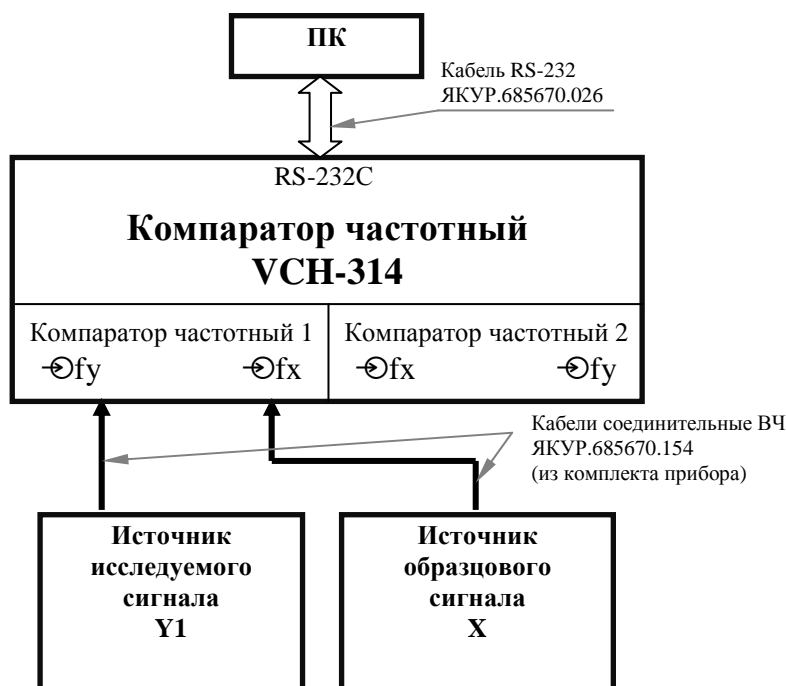 ПК
Кабель RS-232
ЯКУР.685670.026
RS-232C
Компаратор частотный
VCH-314
Компаратор частотный 1
fy
fx
Компаратор частотный 2
fx
fy
Кабели соединительные ВЧ
ЯКУР.685670.154
(из комплекта прибора)
Источник
исследуемого
сигнала
Y1
Источник
образцового
сигнала
X